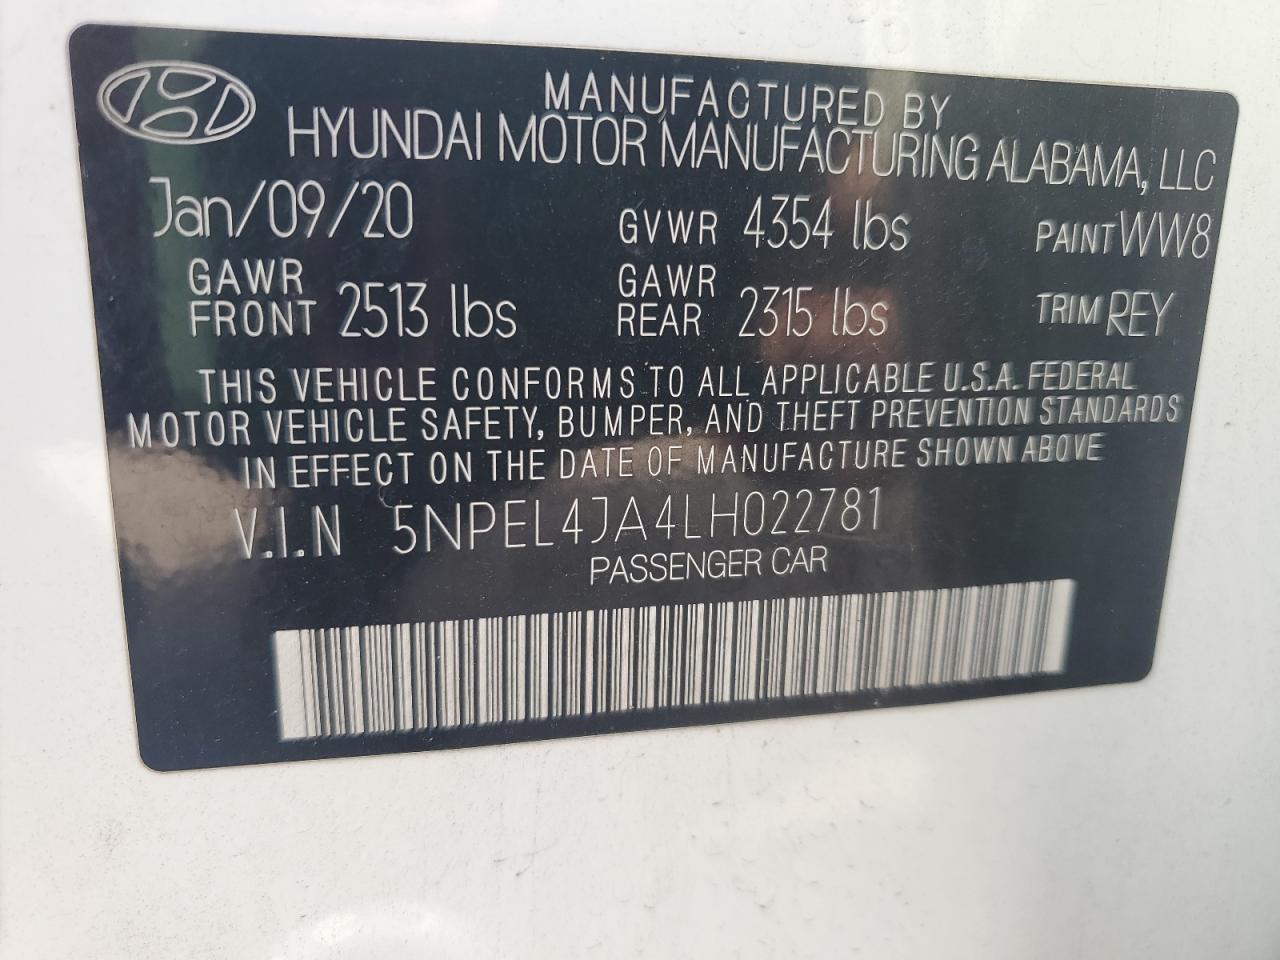 MANUFACTURED BY
HYUNDAI MOTOR MANUFACTURING ALABAMA, LLC
Jan/09/20 GVWR 4354 lbs PAINT WW8
GAWR FRONT 2513 lbs GAWR REAR 2315 lbs TRIM REY
THIS VEHICLE CONFORMS TO ALL APPLICABLE U.S.A. FEDERAL
MOTOR VEHICLE SAFETY, BUMPER, AND THEFT PREVENTION STANDARDS
IN EFFECT ON THE DATE OF MANUFACTURE SHOWN ABOVE
V.I.N 5NPEL4JA4LH022781
PASSENGER CAR